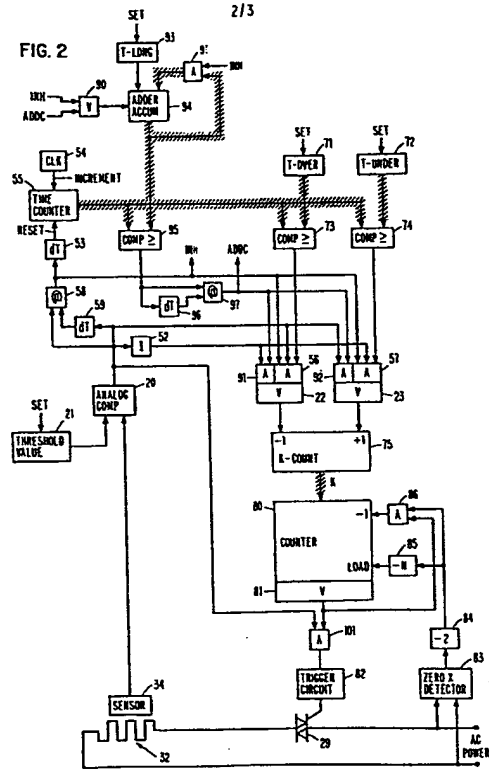 2/3
FIG. 2
SET
T-LONG
93
A
91
INH
INH
ADDC
V
90
ADDER
ACCUM
94
CLK
54
INCREMENT
55
TIME
COUNTER
RESET
dT
53
SET
T-OVER
71
SET
T-UNDER
72
COMP ≥
95
COMP ≥
73
COMP ≥
74
INH
ADDC
@
58
dT
59
dT
96
@
97
I
52
91
A
A
56
V
22
92
A
A
57
V
23
ANALOG
COMP
20
SET
21
THRESHOLD
VALUE
-1
+1
K-COUNT
75
K
80
COUNTER
-1
LOAD
81
V
A
86
÷N
85
÷2
84
A
101
TRIGGER
CIRCUIT
82
ZERO X
DETECTOR
83
SENSOR
34
32
29
AC
POWER